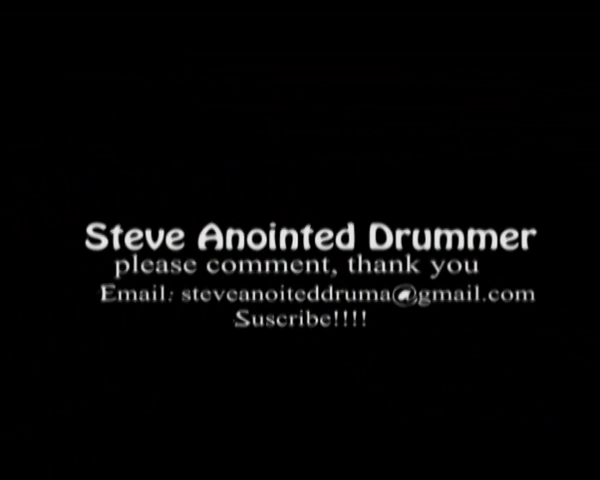 Steve Anointed Drummer
please comment, thank you
Email: steveanoiteddruma@gmail.com
Suscribe!!!!